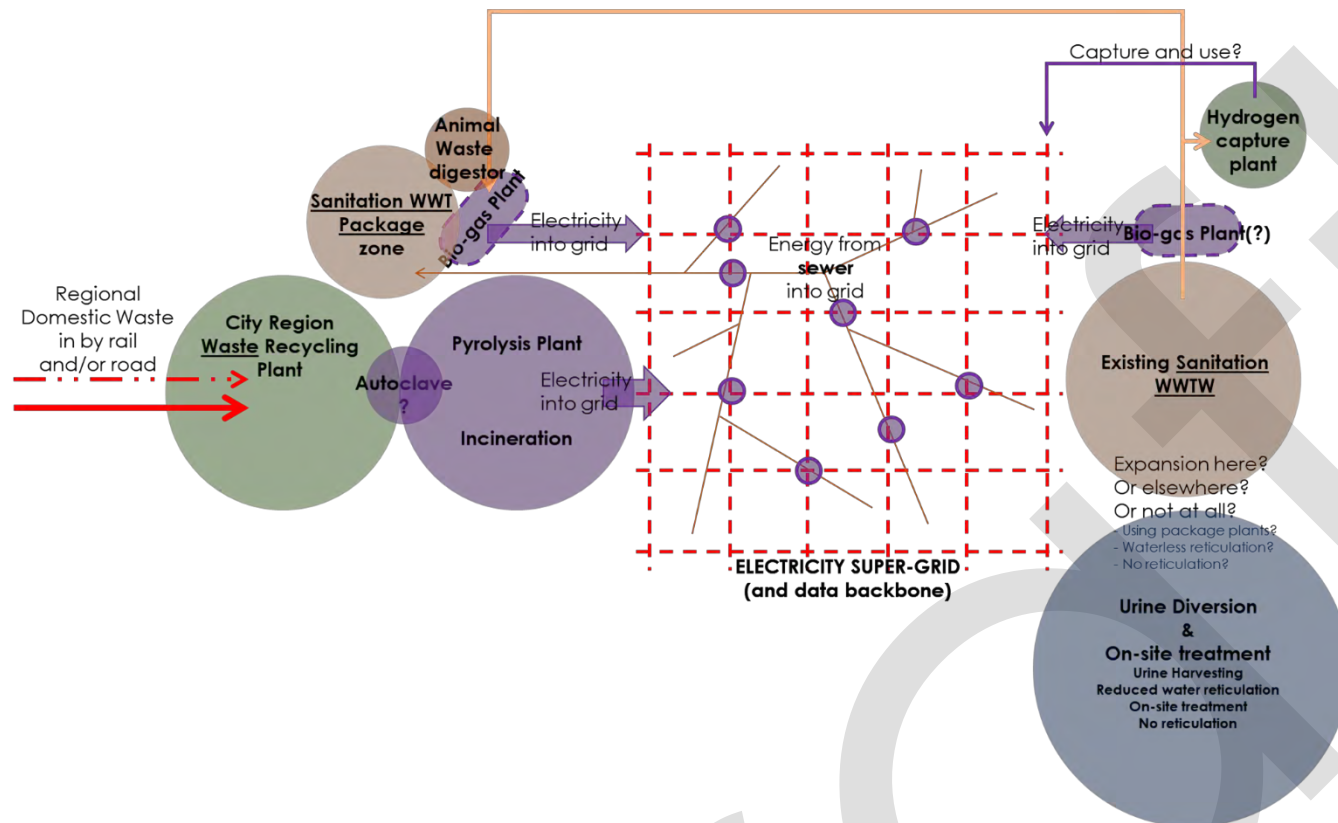 Capture and use?
Hydrogen
capture
plant
Animal
Waste
digestor
Sanitation WWT
Package
zone
Bio-gas Plant
Electricity
into grid
Energy from
sewer
into grid
Electricity
into grid
Bio-gas Plant(?)
Regional
Domestic Waste
in by rail
and/or road
City Region
Waste Recycling
Plant
Autoclave
?
Pyrolysis Plant
Incineration
Electricity
into grid
Existing Sanitation
WWTW
Expansion here?
Or elsewhere?
Or not at all?
- Using package plants?
- Waterless reticulation?
- No reticulation?
ELECTRICITY SUPER-GRID
(and data backbone)
Urine Diversion
&
On-site treatment
Urine Harvesting
Reduced water reticulation
On-site treatment
No reticulation